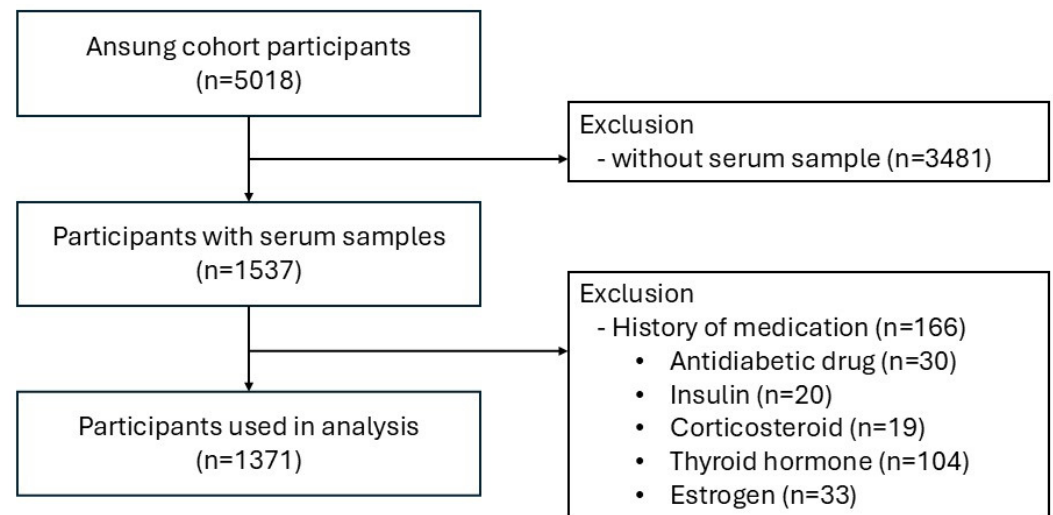 Ansung cohort participants
(n=5018)
Exclusion
- without serum sample (n=3481)
Participants with serum samples
(n=1537)
Exclusion
- History of medication (n=166)
• Antidiabetic drug (n=30)
• Insulin (n=20)
• Corticosteroid (n=19)
• Thyroid hormone (n=104)
• Estrogen (n=33)
Participants used in analysis
(n=1371)